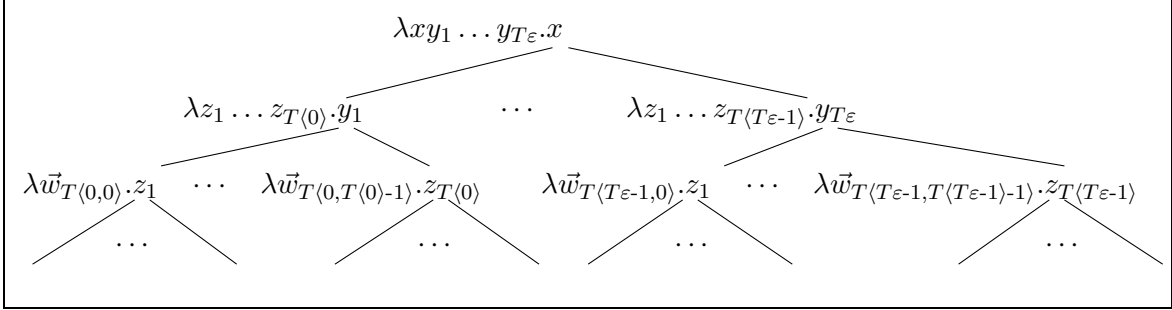 λxy₁ … y_{Tε}.x
λz₁ … z_{T⟨0⟩}.y₁ ⋯ λz₁ … z_{T⟨Tε-1⟩}.y_{Tε}
λw⃗_{T⟨0,0⟩}.z₁ ⋯ λw⃗_{T⟨0,T⟨0⟩-1⟩}.z_{T⟨0⟩} λw⃗_{T⟨Tε-1,0⟩}.z₁ ⋯ λw⃗_{T⟨Tε-1,T⟨Tε-1⟩-1⟩}.z_{T⟨Tε-1⟩}
⋯ ⋯ ⋯ ⋯